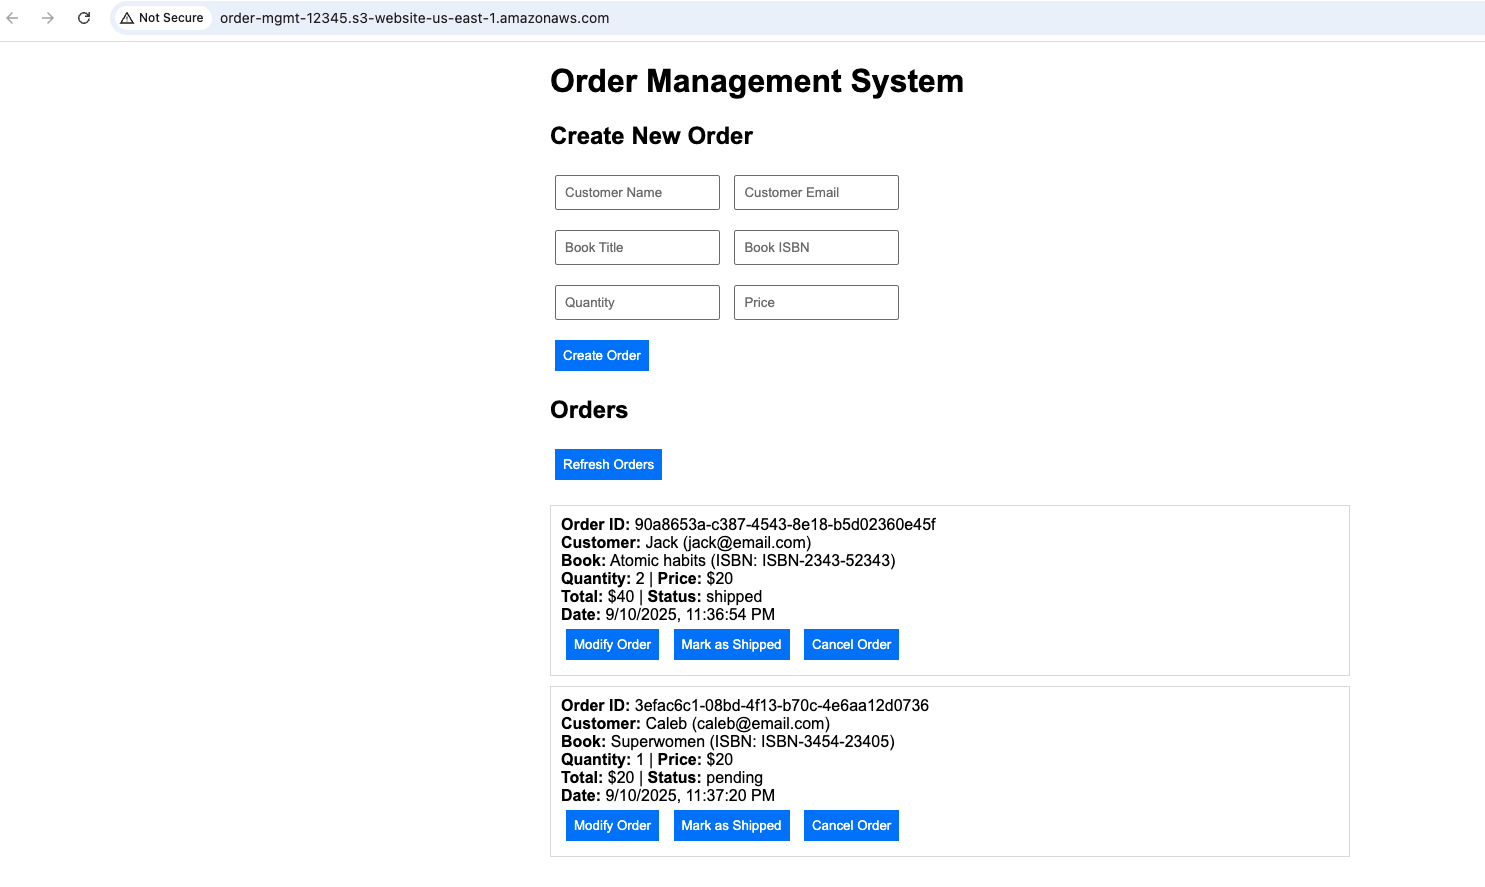 Not Secure order-mgmt-12345.s3-website-us-east-1.amazonaws.com
Order Management System
Create New Order
Customer Name Customer Email
Book Title Book ISBN
Quantity Price
Create Order
Orders
Refresh Orders
Order ID: 90a8653a-c387-4543-8e18-b5d02360e45f
Customer: Jack (jack@email.com)
Book: Atomic habits (ISBN: ISBN-2343-52343)
Quantity: 2 | Price: $20
Total: $40 | Status: shipped
Date: 9/10/2025, 11:36:54 PM
Modify Order Mark as Shipped Cancel Order
Order ID: 3efac6c1-08bd-4f13-b70c-4e6aa12d0736
Customer: Caleb (caleb@email.com)
Book: Superwomen (ISBN: ISBN-3454-23405)
Quantity: 1 | Price: $20
Total: $20 | Status: pending
Date: 9/10/2025, 11:37:20 PM
Modify Order Mark as Shipped Cancel Order